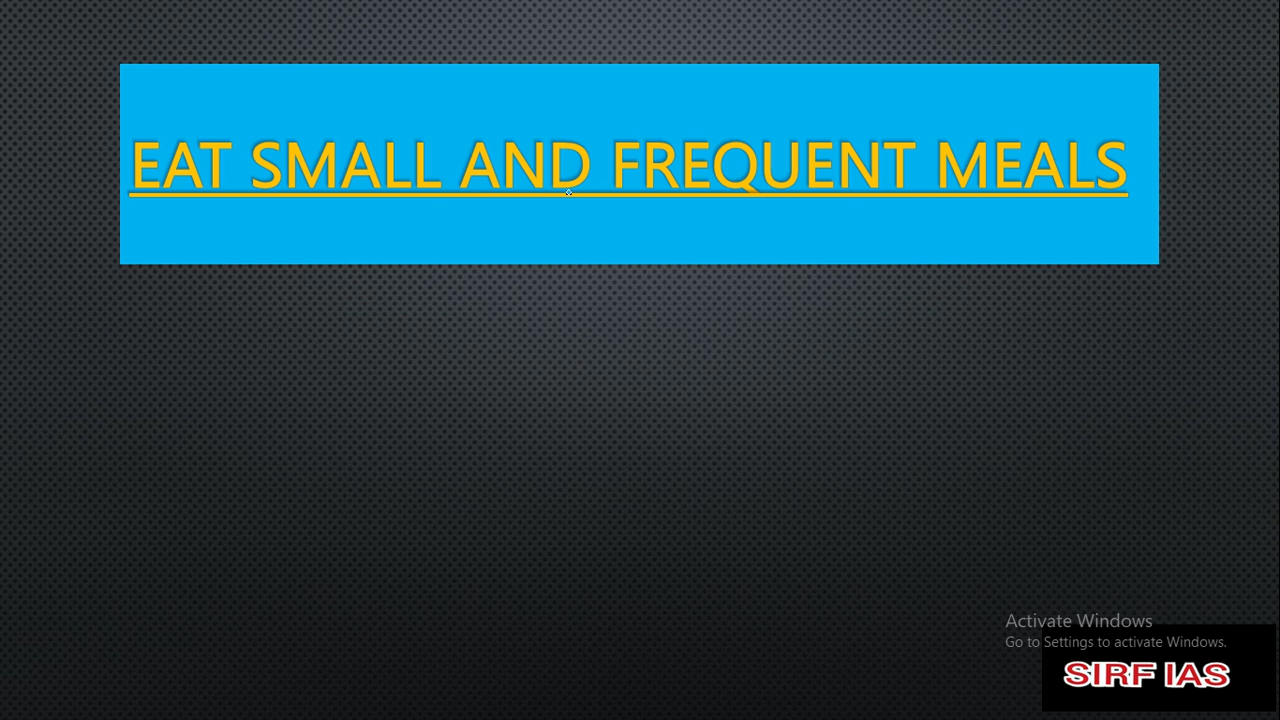 EAT SMALL AND FREQUENT MEALS
Activate Windows
Go to Settings to activate Windows.
SIRF IAS